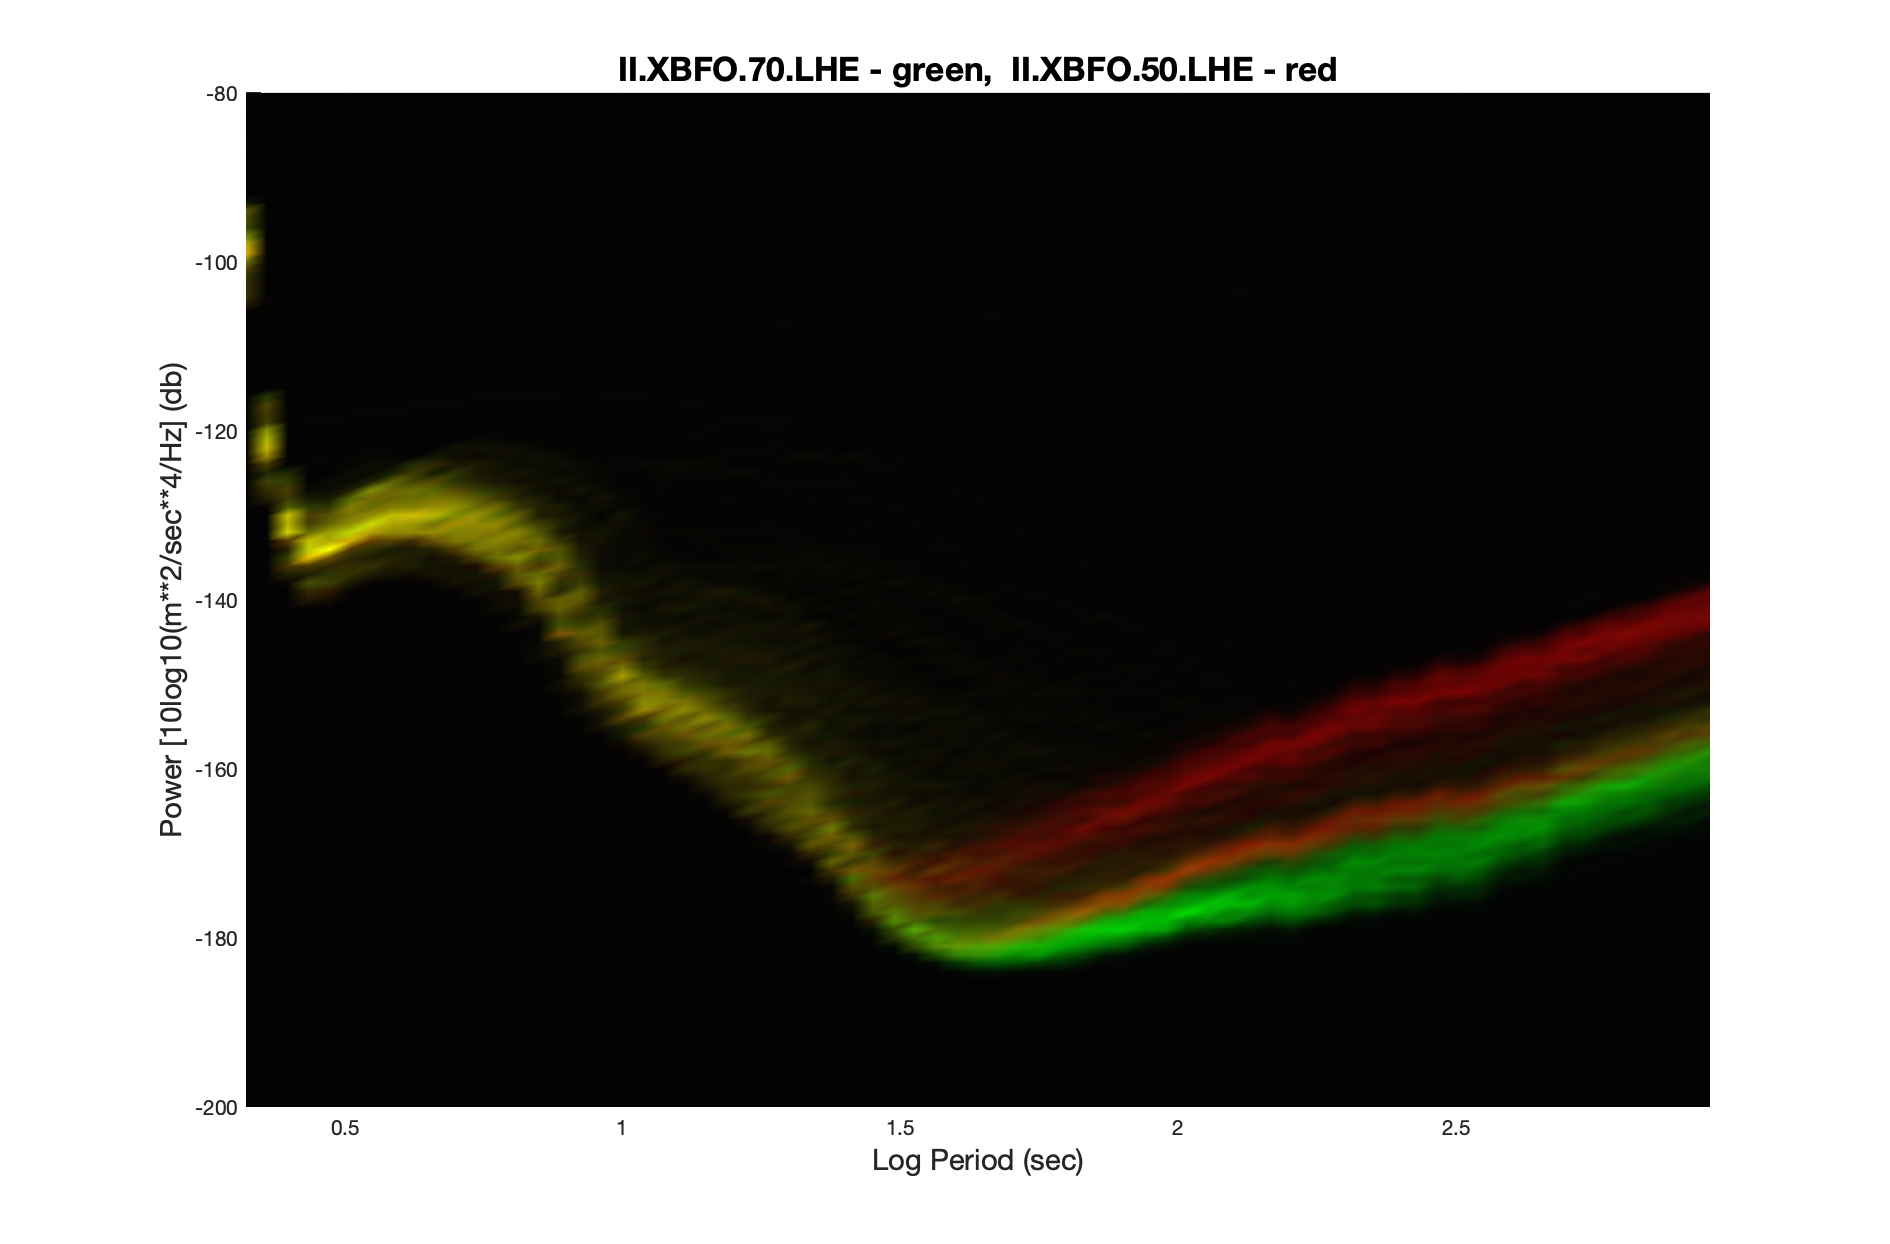 II.XBFO.70.LHE - green,  II.XBFO.50.LHE - red
-80
-100
-120
-140
-160
-180
-200
Power [10log10(m**2/sec**4/Hz] (db)
0.5 1 1.5 2 2.5
Log Period (sec)